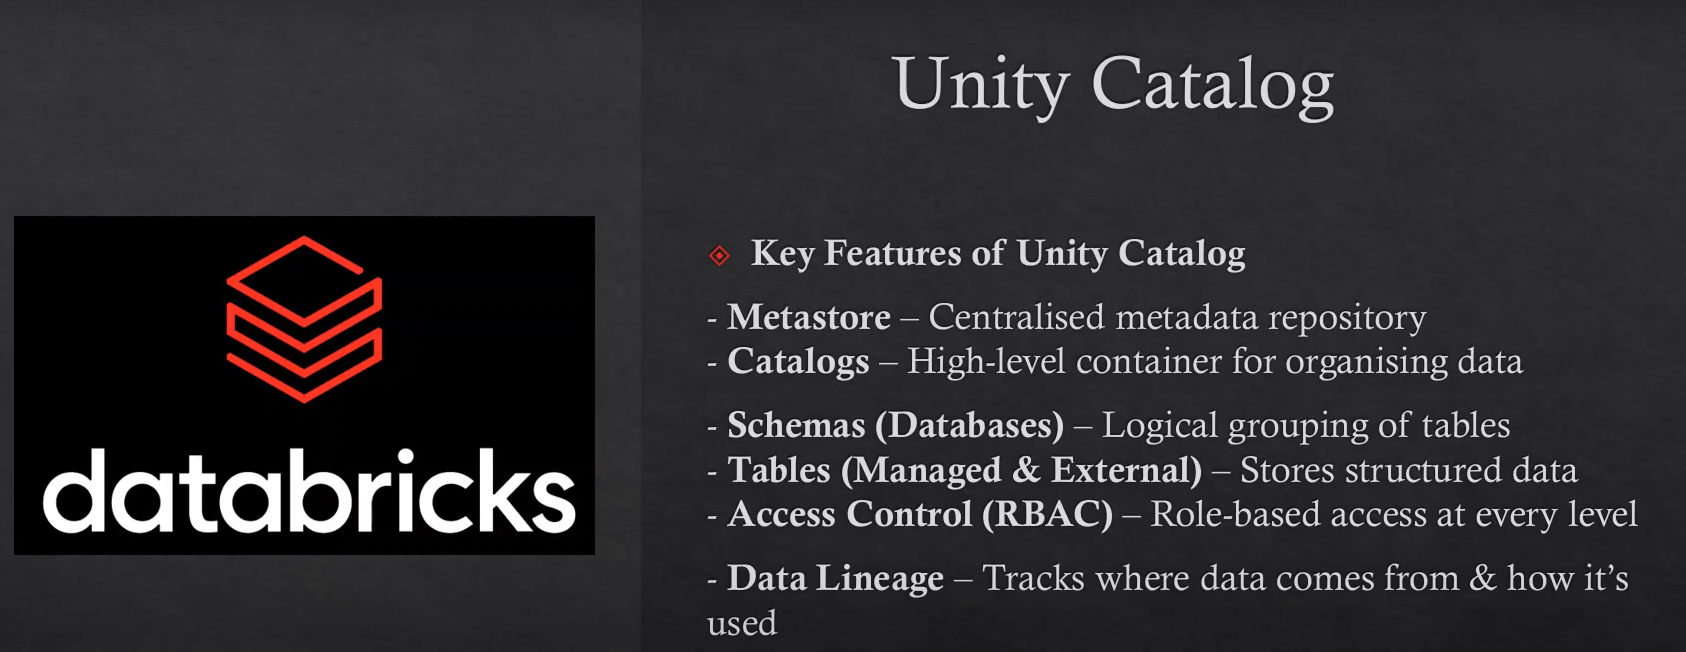 Unity Catalog
databricks
Key Features of Unity Catalog
- Metastore – Centralised metadata repository
- Catalogs – High-level container for organising data
- Schemas (Databases) – Logical grouping of tables
- Tables (Managed & External) – Stores structured data
- Access Control (RBAC) – Role-based access at every level
- Data Lineage – Tracks where data comes from & how it’s
used